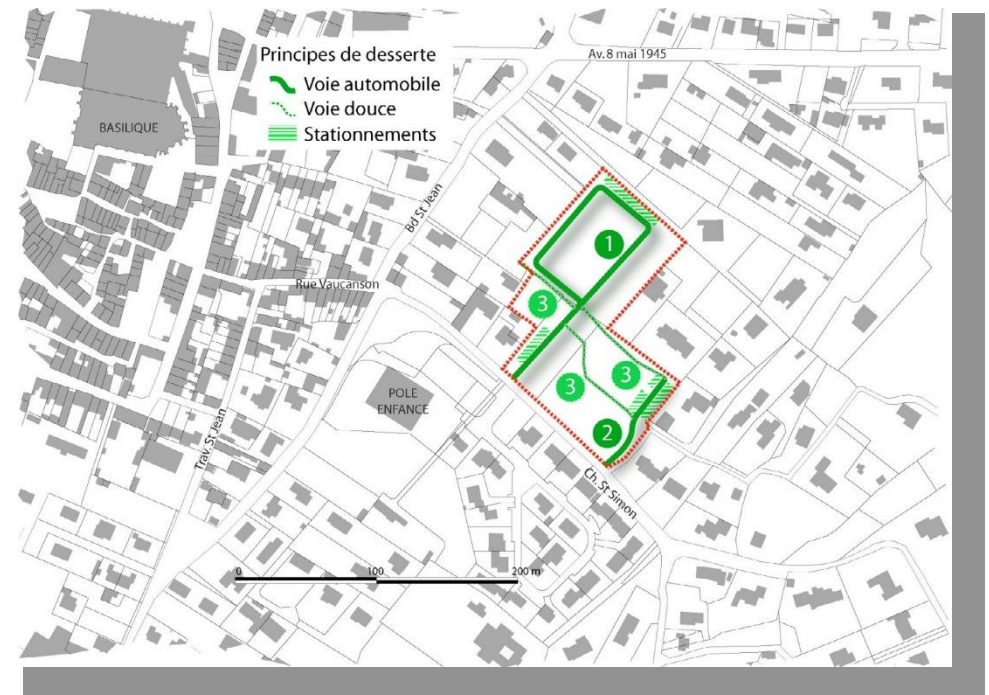 Principes de desserte
Voie automobile
Voie douce
Stationnements
Av. 8 mai 1945
BASILIQUE
Bd St Jean
1
Rue Vaucanson
3
3
3
POLE
ENFANCE
2
Trav. St Jean
Ch. St Simon
0 100 200 m